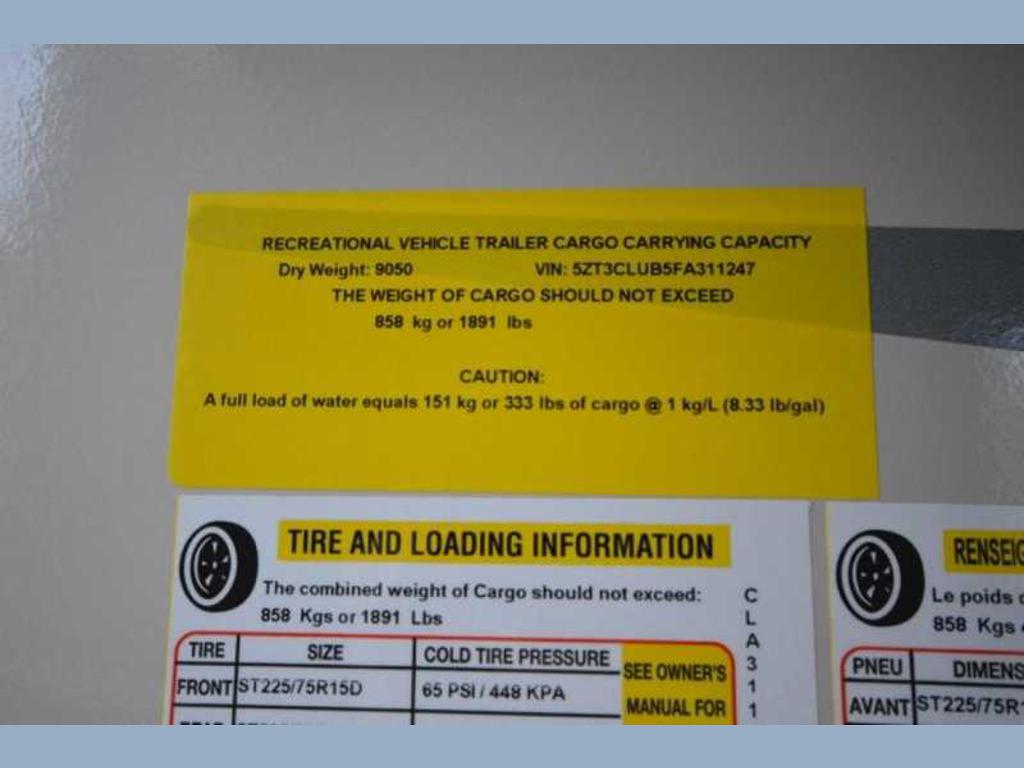 RECREATIONAL VEHICLE TRAILER CARGO CARRYING CAPACITY
Dry Weight: 9050 VIN: 5ZT3CLUB5FA311247
THE WEIGHT OF CARGO SHOULD NOT EXCEED
858 kg or 1891 lbs
CAUTION:
A full load of water equals 151 kg or 333 lbs of cargo @ 1 kg/L (8.33 lb/gal)
TIRE AND LOADING INFORMATION
The combined weight of Cargo should not exceed:
858 Kgs or 1891 Lbs
TIRE SIZE COLD TIRE PRESSURE SEE OWNER'S
FRONT ST225/75R15D 65 PSI / 448 KPA MANUAL FOR
C
L
A
3
1
1
Le poids
858 Kgs
PNEU
AVANT